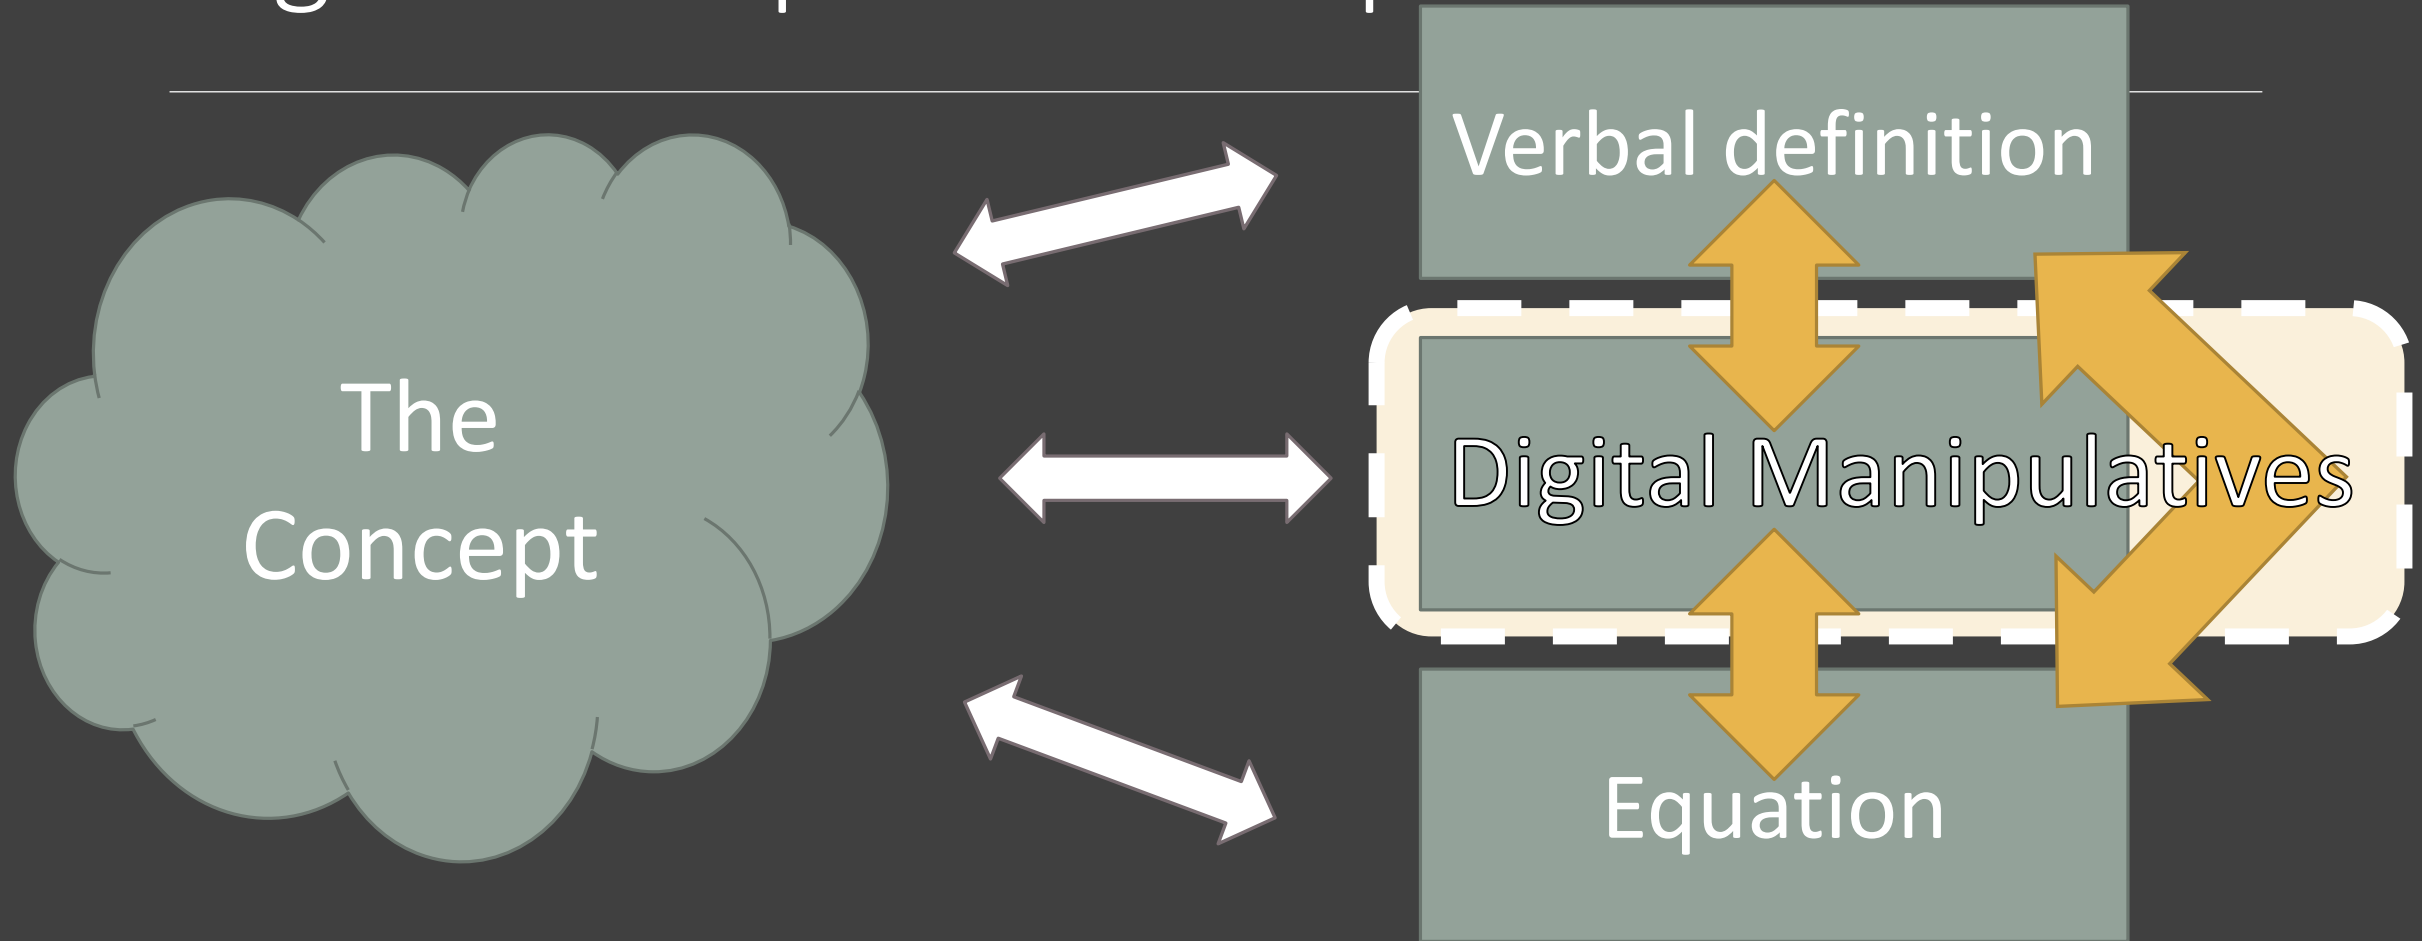 The
Concept
Verbal definition
Digital Manipulatives
Equation